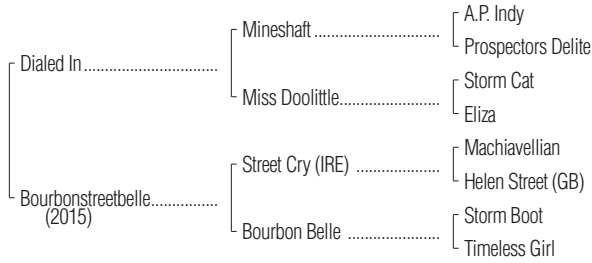 A.P. Indy
Mineshaft ..............................
Prospectors Delite
Dialed In................................
Storm Cat
Miss Doolittle........................
Eliza
Machiavellian
Street Cry (IRE) ....................
Helen Street (GB)
Bourbonstreetbelle................
(2015)
Storm Boot
Bourbon Belle ......................
Timeless Girl